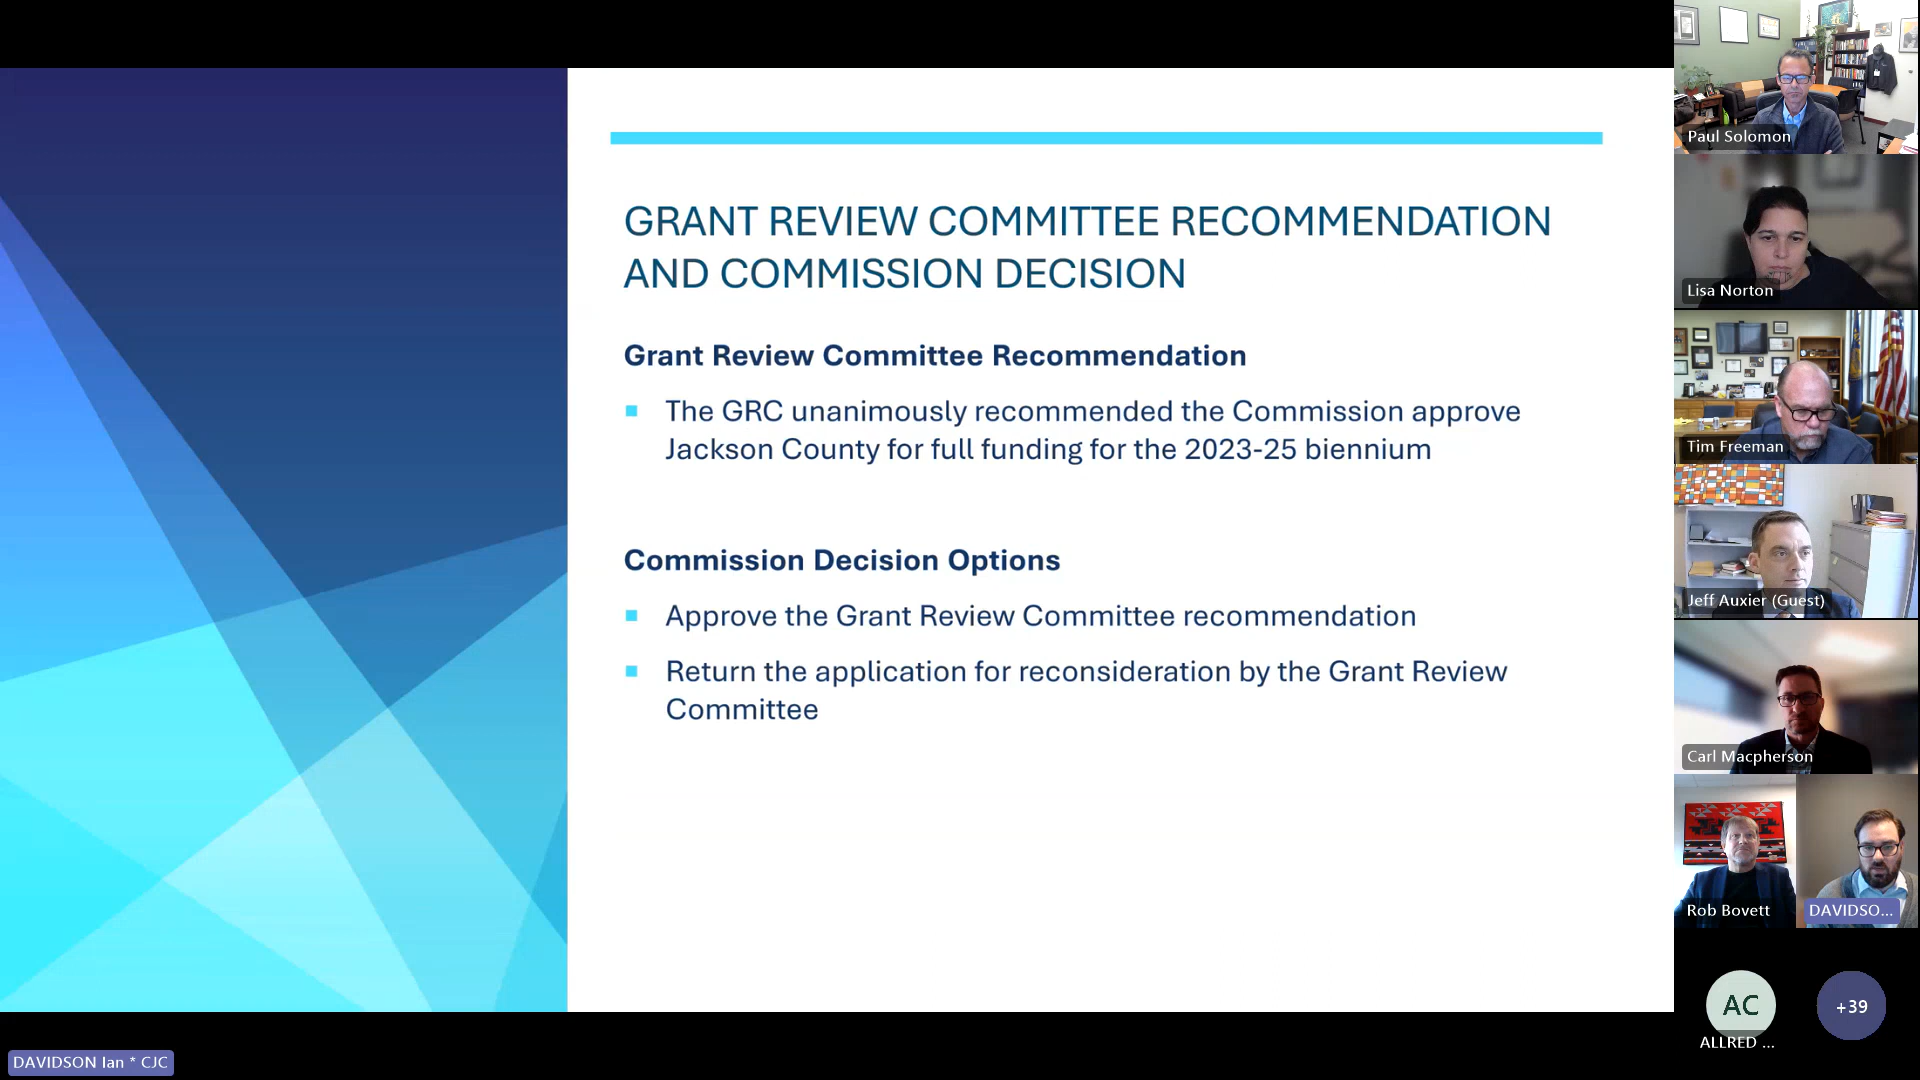 GRANT REVIEW COMMITTEE RECOMMENDATION
AND COMMISSION DECISION
Grant Review Committee Recommendation
The GRC unanimously recommended the Commission approve
Jackson County for full funding for the 2023-25 biennium
Commission Decision Options
Approve the Grant Review Committee recommendation
Return the application for reconsideration by the Grant Review
Committee
Paul Solomon
Lisa Norton
Tim Freeman
Jeff Auxier (Guest)
Carl Macpherson
Rob Bovett
DAVIDSO...
AC
+39
ALLRED ...
DAVIDSON Ian * CJC